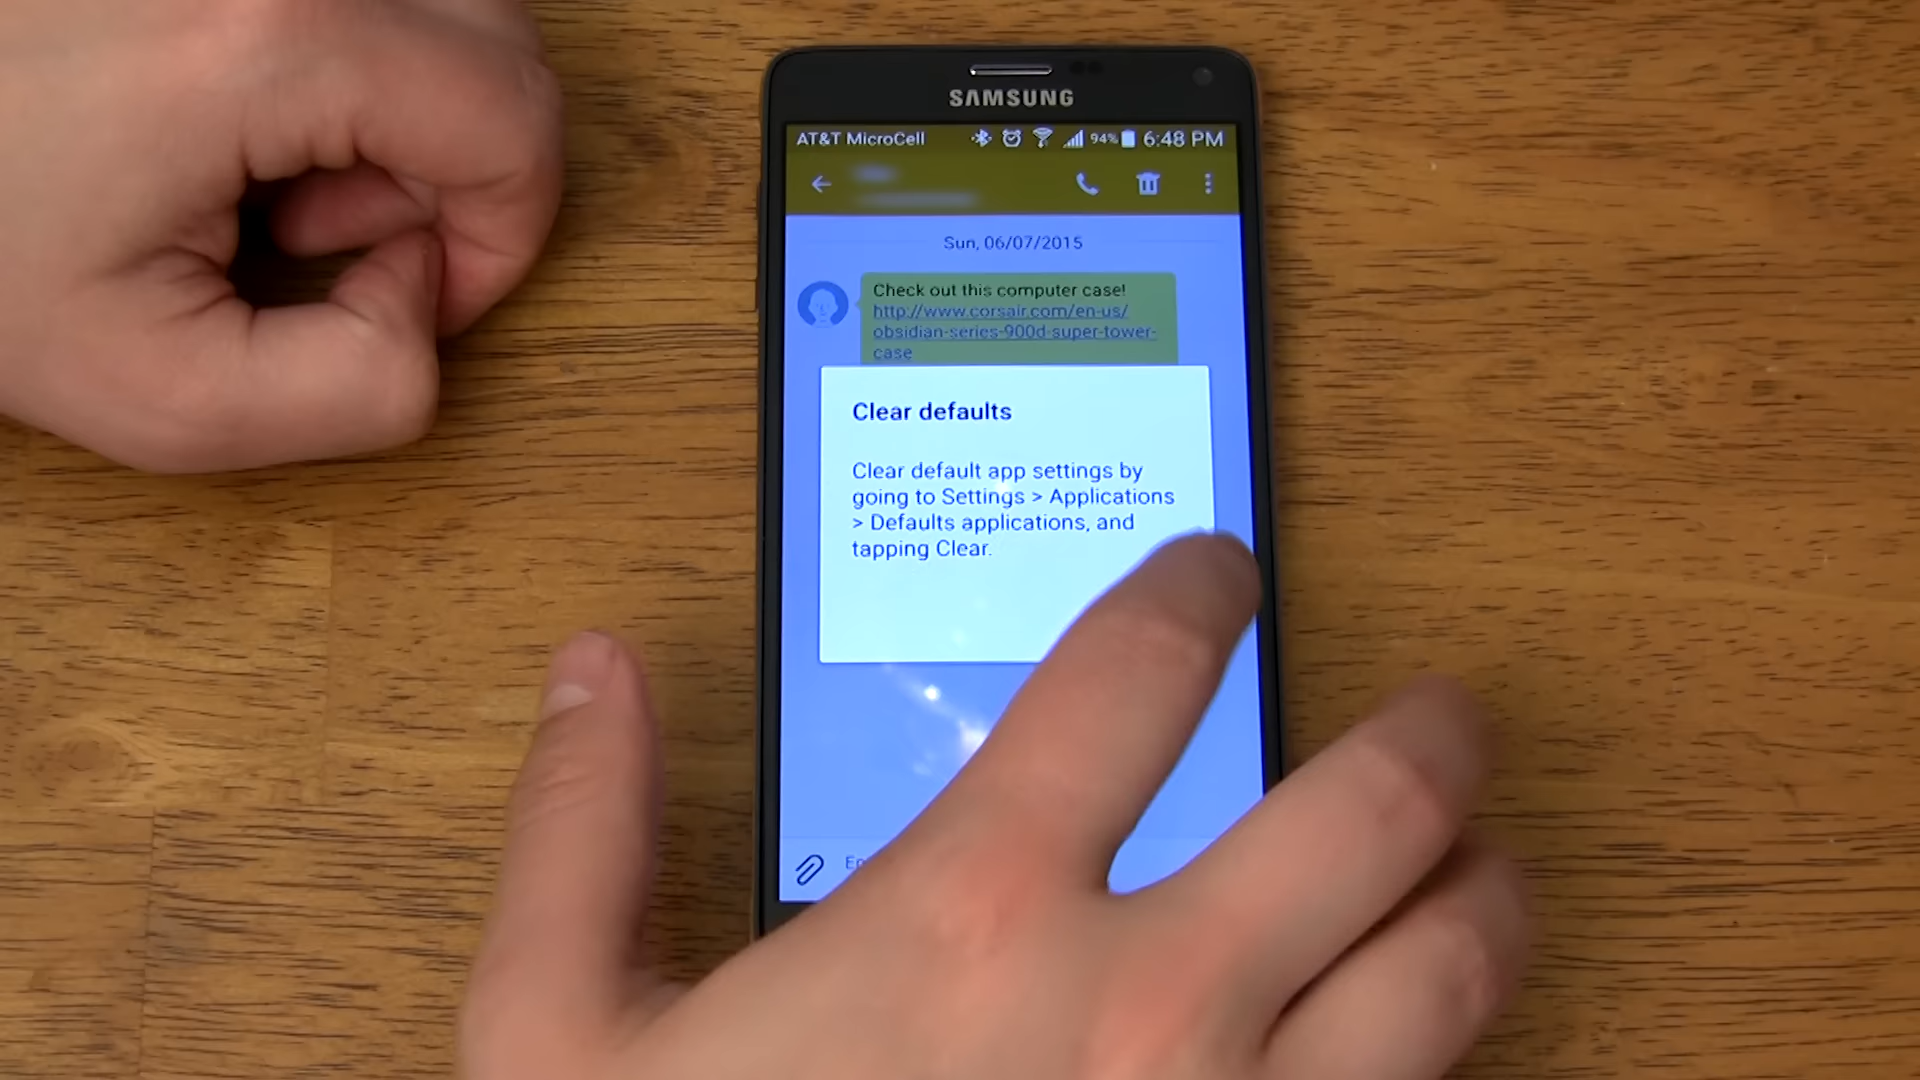 SAMSUNG
AT&T MicroCell 94% 6:48 PM
Sun, 06/07/2015
Check out this computer case!
http://www.corsair.com/en-us/
obsidian-series-900d-super-tower-
case
Clear defaults
Clear default app settings by
going to Settings > Applications
> Defaults applications, and
tapping Clear.